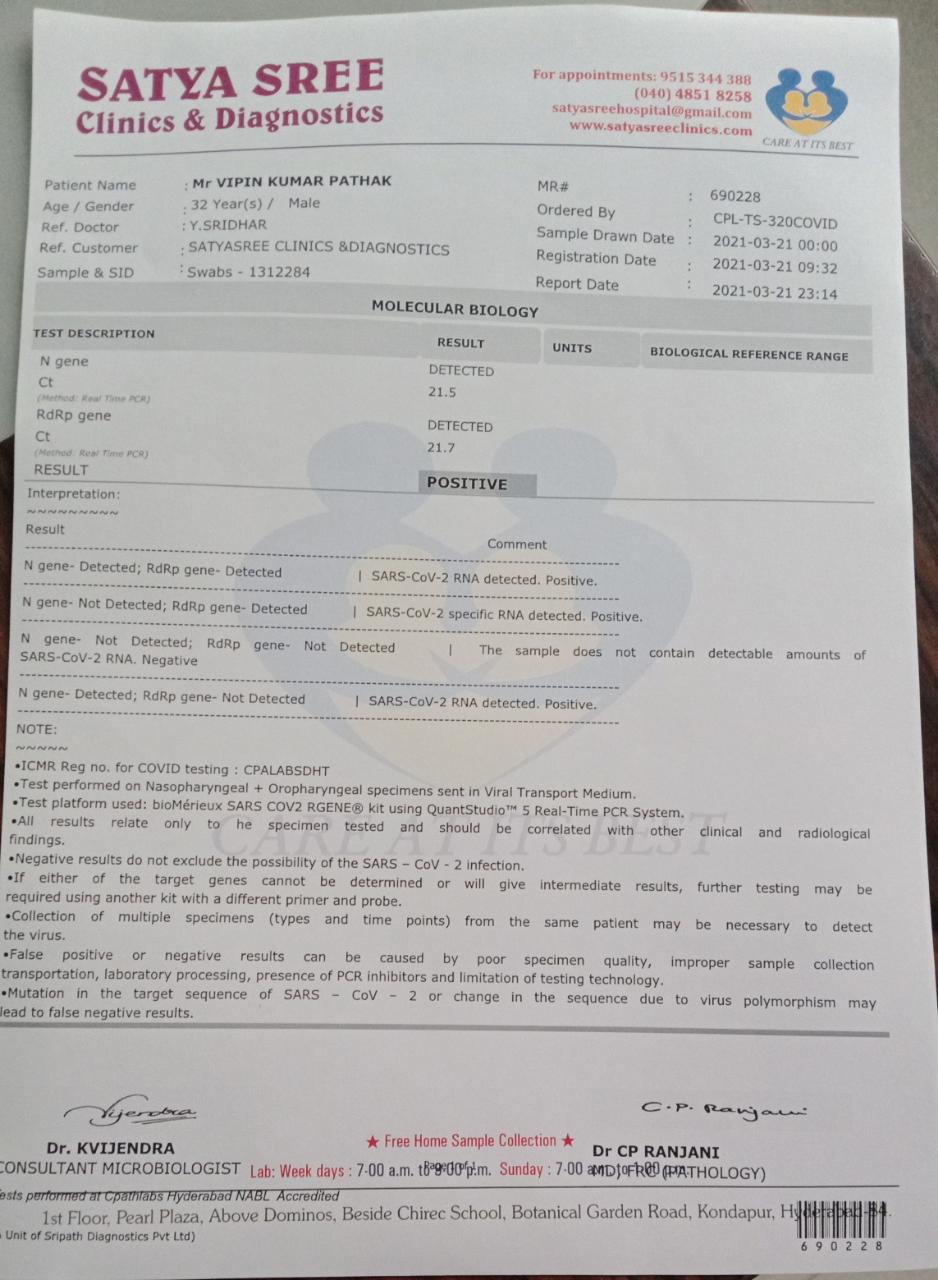 SATYA SREE
Clinics & Diagnostics
For appointments: 9515 344 388
(040) 4851 8258
satyasreehospital@gmail.com
www.satyasreeclinics.com
CARE AT ITS BEST
Patient Name : Mr VIPIN KUMAR PATHAK
Age / Gender : 32 Year(s) / Male
Ref. Doctor : Y.SRIDHAR
Ref. Customer : SATYASREE CLINICS &DIAGNOSTICS
Sample & SID : Swabs - 1312284
MR# : 690228
Ordered By CPL-TS-320COVID
Sample Drawn Date : 2021-03-21 00:00
Registration Date : 2021-03-21 09:32
Report Date : 2021-03-21 23:14
MOLECULAR BIOLOGY
TEST DESCRIPTION RESULT UNITS BIOLOGICAL REFERENCE RANGE
N gene DETECTED
Ct 21.5
(Method: Real Time PCR)
RdRp gene DETECTED
Ct 21.7
(Method: Real Time PCR)
RESULT POSITIVE
Interpretation:
~~~~~~~~~
Result Comment
N gene- Detected; RdRp gene- Detected | SARS-CoV-2 RNA detected. Positive.
N gene- Not Detected; RdRp gene- Detected | SARS-CoV-2 specific RNA detected. Positive.
N gene- Not Detected; RdRp gene- Not Detected | The sample does not contain detectable amounts of
SARS-CoV-2 RNA. Negative
N gene- Detected; RdRp gene- Not Detected | SARS-CoV-2 RNA detected. Positive.
NOTE:
~~~~~
•ICMR Reg no. for COVID testing : CPALABSDHT
•Test performed on Nasopharyngeal + Oropharyngeal specimens sent in Viral Transport Medium.
•Test platform used: bioMérieux SARS COV2 RGENE® kit using QuantStudio™ 5 Real-Time PCR System.
•All results relate only to he specimen tested and should be correlated with other clinical and radiological
findings.
•Negative results do not exclude the possibility of the SARS – CoV - 2 infection.
•If either of the target genes cannot be determined or will give intermediate results, further testing may be
required using another kit with a different primer and probe.
•Collection of multiple specimens (types and time points) from the same patient may be necessary to detect
the virus.
•False positive or negative results can be caused by poor specimen quality, improper sample collection
transportation, laboratory processing, presence of PCR inhibitors and limitation of testing technology.
•Mutation in the target sequence of SARS – CoV – 2 or change in the sequence due to virus polymorphism may
lead to false negative results.
CARE AT ITS BEST
Vijendra
C.P. Ranjani
Dr. KVIJENDRA
CONSULTANT MICROBIOLOGIST
★ Free Home Sample Collection ★
Dr CP RANJANI
MD, FRC (PATHOLOGY)
Lab: Week days : 7-00 a.m. to 9-00 p.m. Sunday : 7-00 a.m. to
ests performed at Cpathlabs Hyderabad NABL Accredited
1st Floor, Pearl Plaza, Above Dominos, Beside Chirec School, Botanical Garden Road, Kondapur, Hyderabad-84.
Unit of Sripath Diagnostics Pvt Ltd)
690228